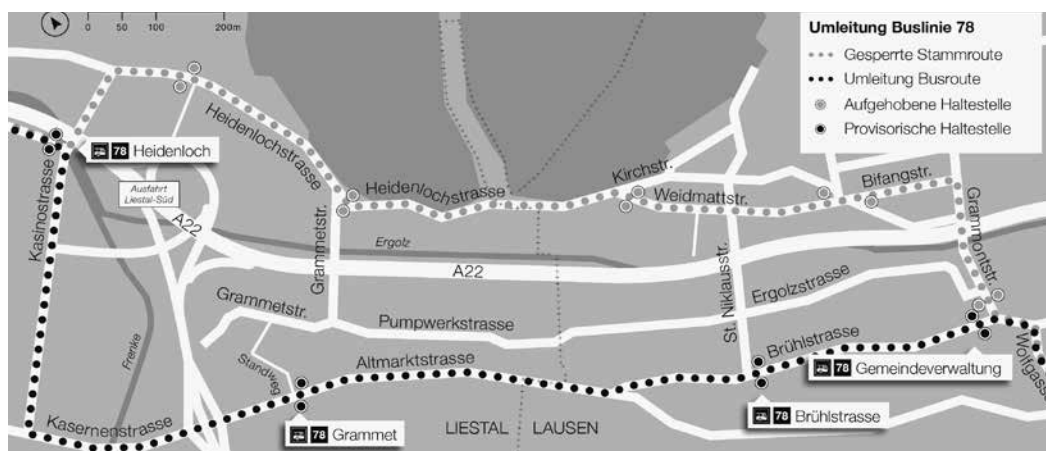 0 50 100 200m
Umleitung Buslinie 78
Gesperrte Stammroute
Umleitung Busroute
Aufgehobene Haltestelle
Provisorische Haltestelle
78 Heidenloch
Ausfahrt
Liestal-Süd
A22
Kasinostrasse
Heidenlochstrasse
Heidenlochstrasse
Kirchstr.
Weidmattstr.
Bifangstr.
Grammontstr.
Grammetstr.
Ergolz
A22
St. Niklausstr.
Ergolzstrasse
Grammetstr.
Pumpwerkstrasse
Frenke
Standweg
Altmarktstrasse
Brühlstrasse
Wolfgasse
78 Gemeindeverwaltung
78 Brühlstrasse
Kasernenstrasse
78 Grammet
LIESTAL LAUSEN